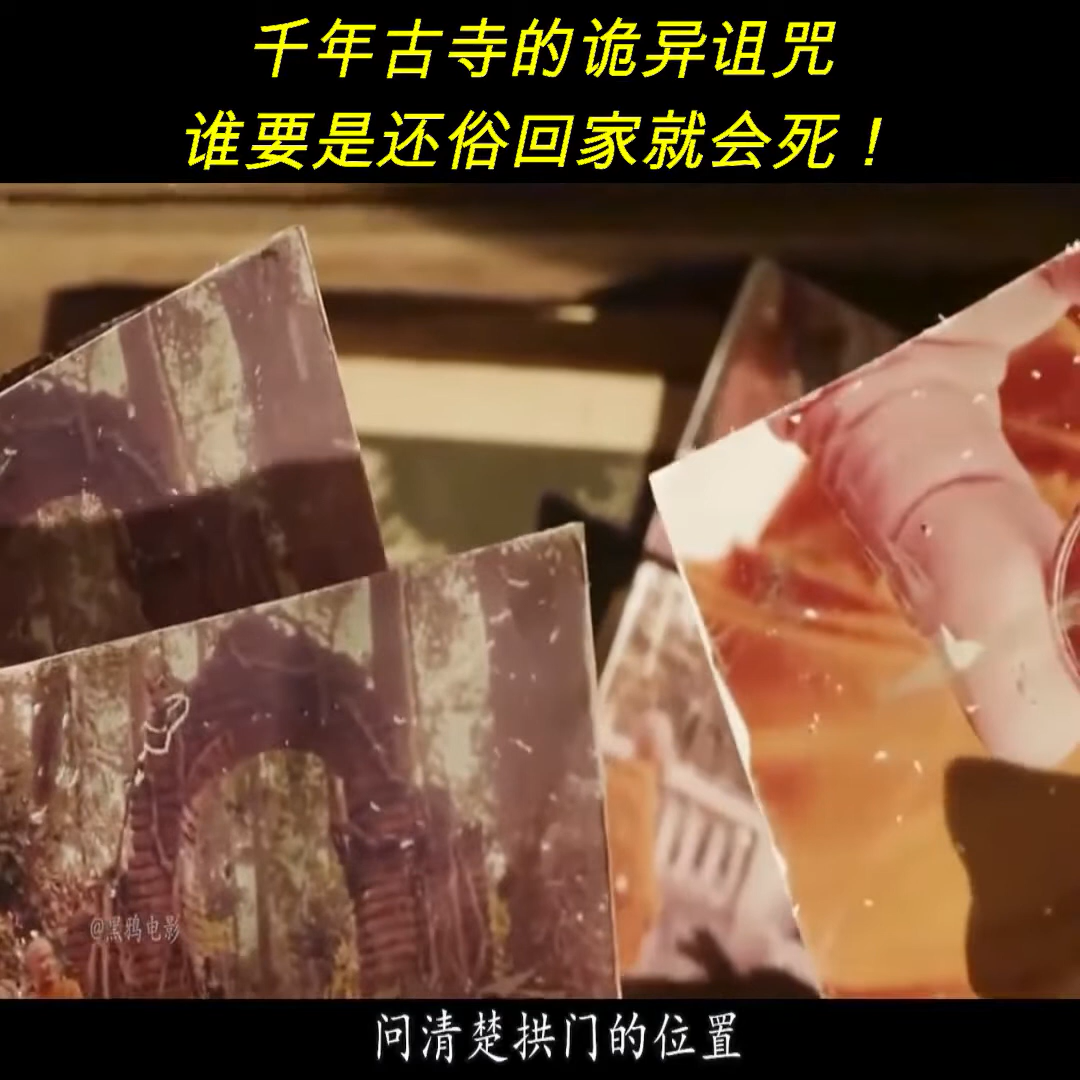 千年古寺的诡异诅咒
谁要是还俗回家就会死！
@黑鸦电影
问清楚拱门的位置